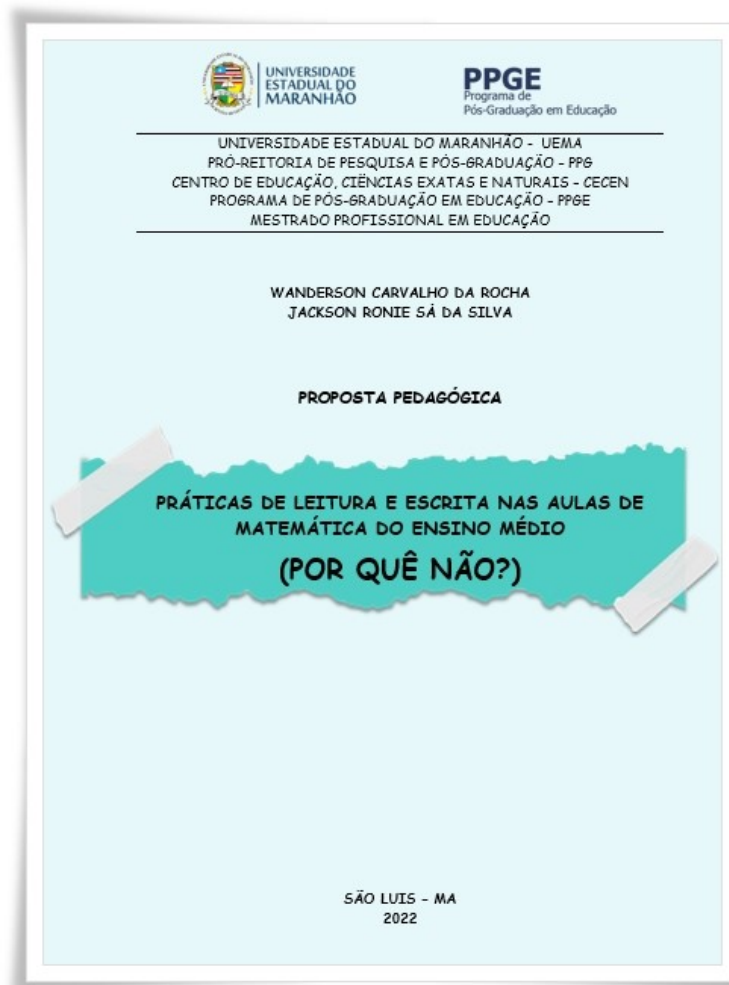 UNIVERSIDADE
ESTADUAL DO
MARANHÃO
PPGE
Programa de
Pós-Graduação em Educação
UNIVERSIDADE ESTADUAL DO MARANHÃO - UEMA
PRÓ-REITORIA DE PESQUISA E PÓS-GRADUAÇÃO - PPG
CENTRO DE EDUCAÇÃO, CIÊNCIAS EXATAS E NATURAIS - CECEN
PROGRAMA DE PÓS-GRADUAÇÃO EM EDUCAÇÃO - PPGE
MESTRADO PROFISSIONAL EM EDUCAÇÃO
WANDERSON CARVALHO DA ROCHA
JACKSON RONIE SÁ DA SILVA
PROPOSTA PEDAGÓGICA
PRÁTICAS DE LEITURA E ESCRITA NAS AULAS DE
MATEMÁTICA DO ENSINO MÉDIO
(POR QUÊ NÃO?)
SÃO LUIS - MA
2022